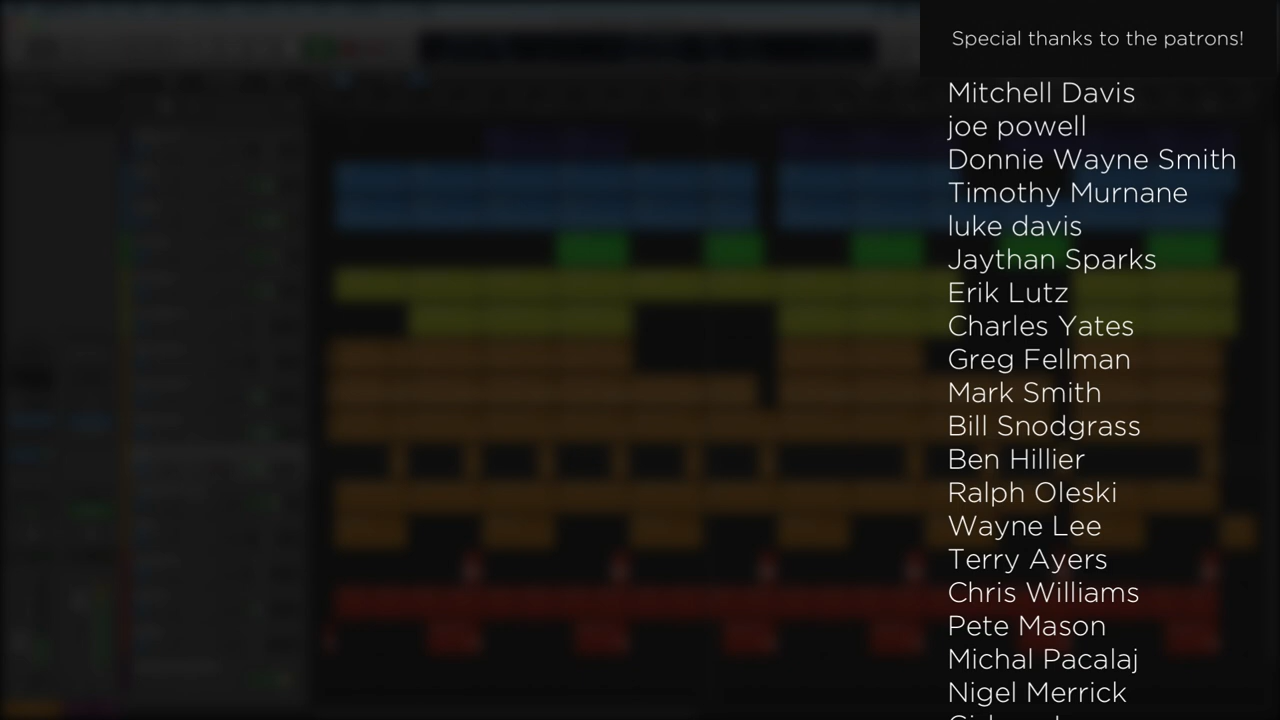 Special thanks to the patrons!
Mitchell Davis
joe powell
Donnie Wayne Smith
Timothy Murnane
luke davis
Jaythan Sparks
Erik Lutz
Charles Yates
Greg Fellman
Mark Smith
Bill Snodgrass
Ben Hillier
Ralph Oleski
Wayne Lee
Terry Ayers
Chris Williams
Pete Mason
Michal Pacalaj
Nigel Merrick